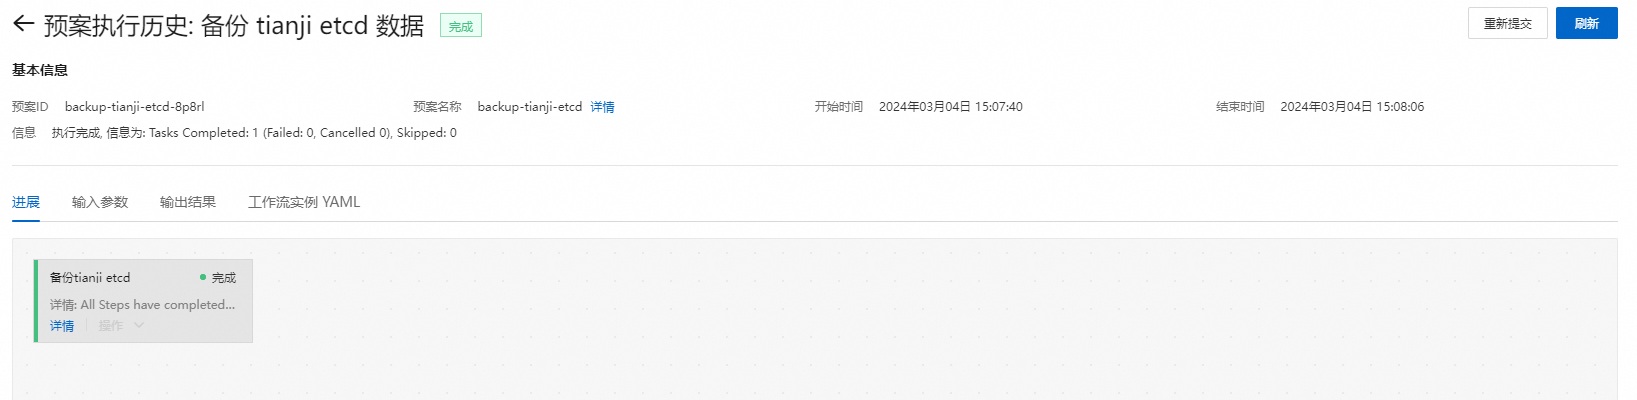 预案执行历史: 备份 tianji etcd 数据 完成 重新提交 刷新
基本信息
预案ID backup-tianji-etcd-8p8rl 预案名称 backup-tianji-etcd 详情 开始时间 2024年03月04日 15:07:40 结束时间 2024年03月04日 15:08:06
信息 执行完成, 信息为: Tasks Completed: 1 (Failed: 0, Cancelled 0), Skipped: 0
进展 输入参数 输出结果 工作流实例 YAML
备份tianji etcd 完成
详情: All Steps have completed...
详情 操作